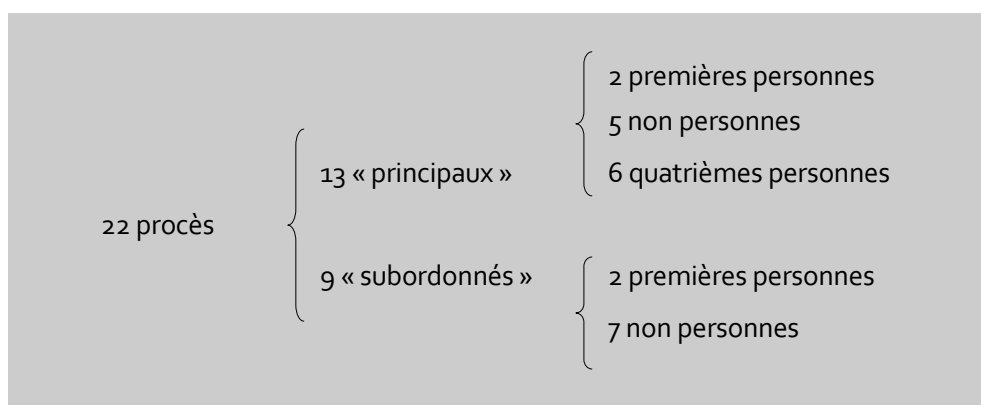 2 premières personnes
5 non personnes
13 « principaux »
6 quatrièmes personnes
22 procès
9 « subordonnés »
2 premières personnes
7 non personnes